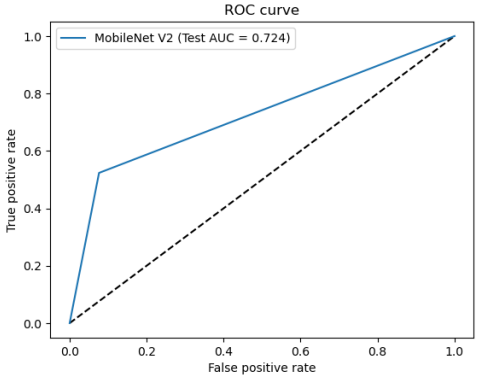 ROC curve
MobileNet V2 (Test AUC = 0.724)
1.0
0.8
0.6
0.4
0.2
0.0
True positive rate
0.0 0.2 0.4 0.6 0.8 1.0
False positive rate